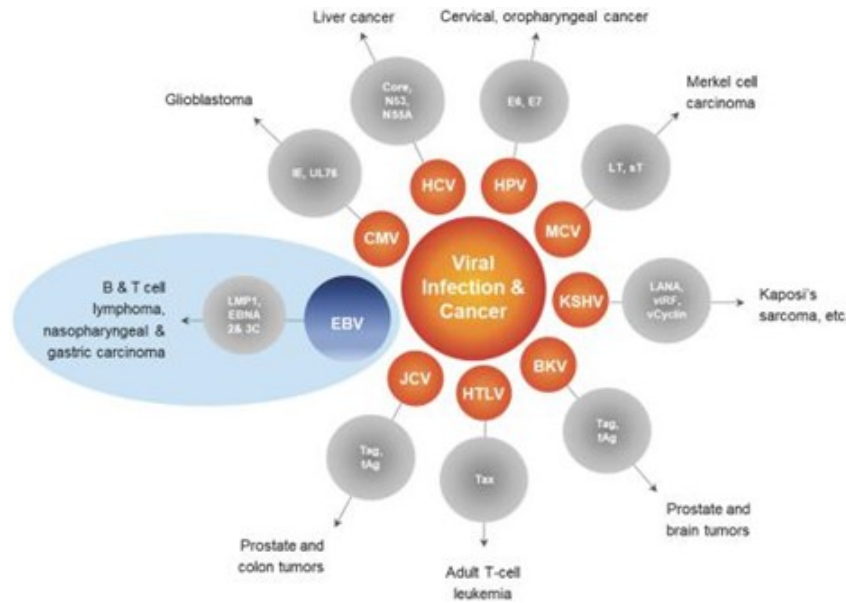 Liver cancer
Cervical, oropharyngeal cancer
Glioblastoma
Core,
N53,
N55A
E6, E7
Merkel cell
carcinoma
IE, UL76
LT, sT
HCV
HPV
CMV
MCV
Viral
Infection &
Cancer
B & T cell
lymphoma,
nasopharyngeal &
gastric carcinoma
LMP1,
EBNA
2& 3C
EBV
KSHV
LANA,
vIRF,
vCyclin
Kaposi's
sarcoma, etc
JCV
HTLV
BKV
Tag,
tAg
Tax
Tag,
tAg
Prostate and
colon tumors
Adult T-cell
leukemia
Prostate and
brain tumors